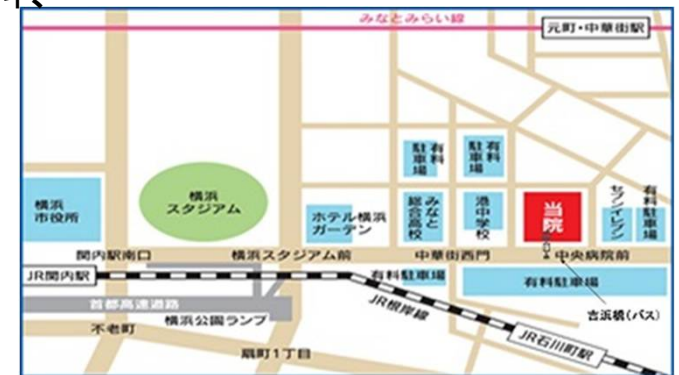 みなとみらい線
元町・中華街駅
有料
駐車場
有料
駐車場
横浜
スタジアム
横浜
市役所
ホテル横浜
ガーデン
みなと
総合高校
港中学校
当院
セブンイレブン
有料
駐車場
関内駅南口
横浜スタジアム前
中華街西門
中央病院前
JR関内駅
有料駐車場
有料駐車場
首都高速道路
横浜公園ランプ
JR根岸線
吉浜橋(バス)
不老町
扇町1丁目
JR石川町駅